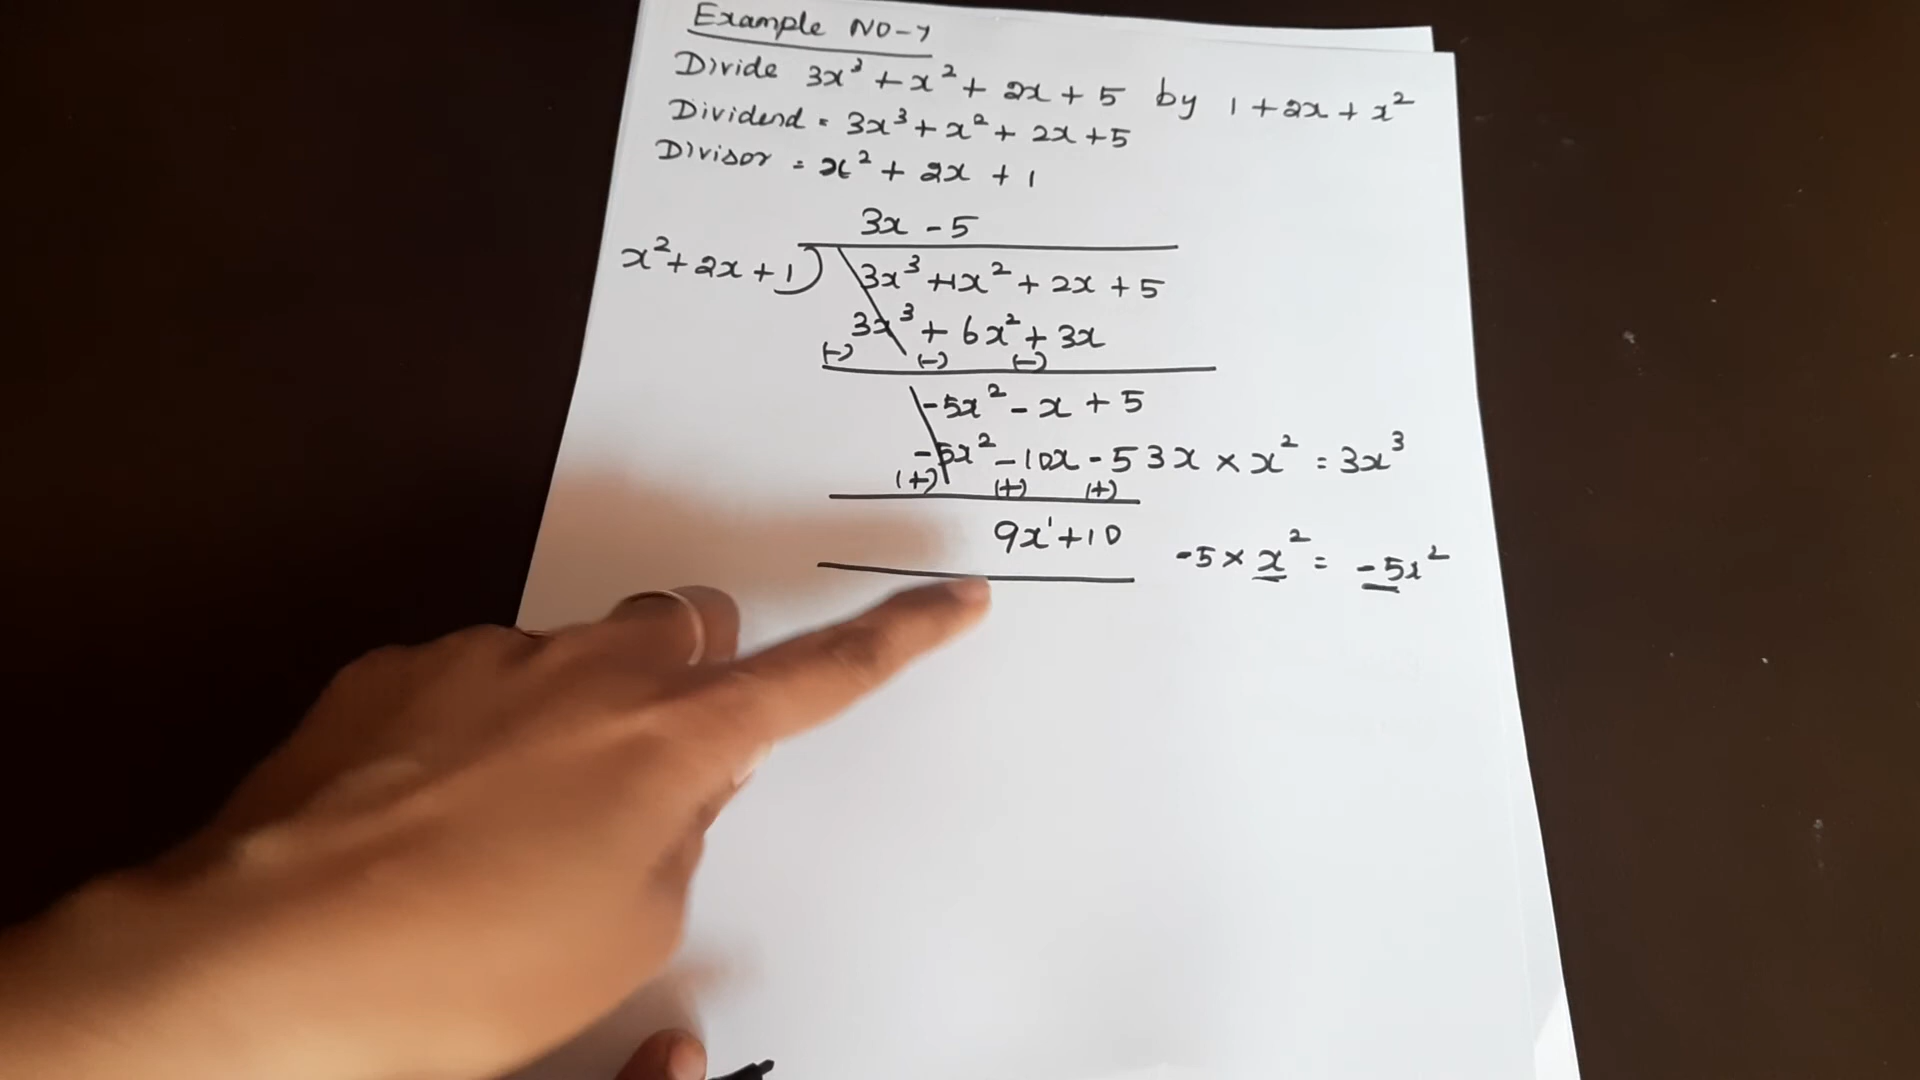 Example NO-7
Divide 3x³ + x² + 2x + 5 by 1 + 2x + x²
Dividend = 3x³ + x² + 2x + 5
Divisor = x² + 2x + 1
3x - 5
x² + 2x + 1) 3x³ + 1x² + 2x + 5
3x³ + 6x² + 3x
(-) (-) (-)
-5x² - x + 5
-5x² - 10x - 5 3x × x² = 3x³
(+) (+) (+)
9x¹ + 10
-5 × x² = -5x²